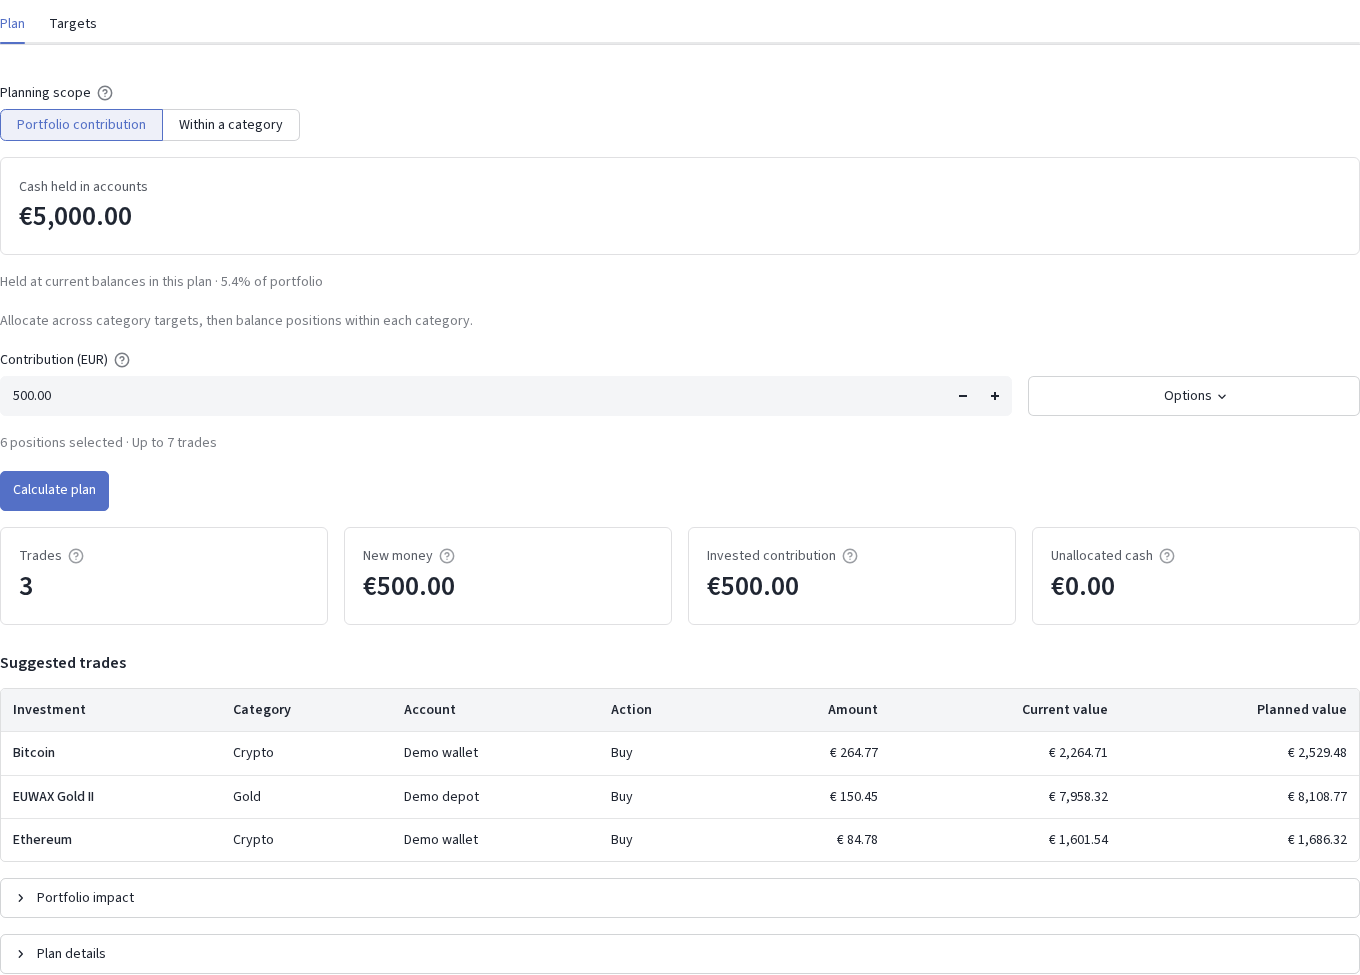 Plan Targets
Planning scope
Portfolio contribution Within a category
Cash held in accounts
€5,000.00
Held at current balances in this plan · 5.4% of portfolio
Allocate across category targets, then balance positions within each category.
Contribution (EUR)
500.00 Options
6 positions selected · Up to 7 trades
Calculate plan
Trades New money Invested contribution Unallocated cash
3 €500.00 €500.00 €0.00
Suggested trades
Investment Category Account Action Amount Current value Planned value
Bitcoin Crypto Demo wallet Buy € 264.77 € 2,264.71 € 2,529.48
EUWAX Gold II Gold Demo depot Buy € 150.45 € 7,958.32 € 8,108.77
Ethereum Crypto Demo wallet Buy € 84.78 € 1,601.54 € 1,686.32
Portfolio impact
Plan details